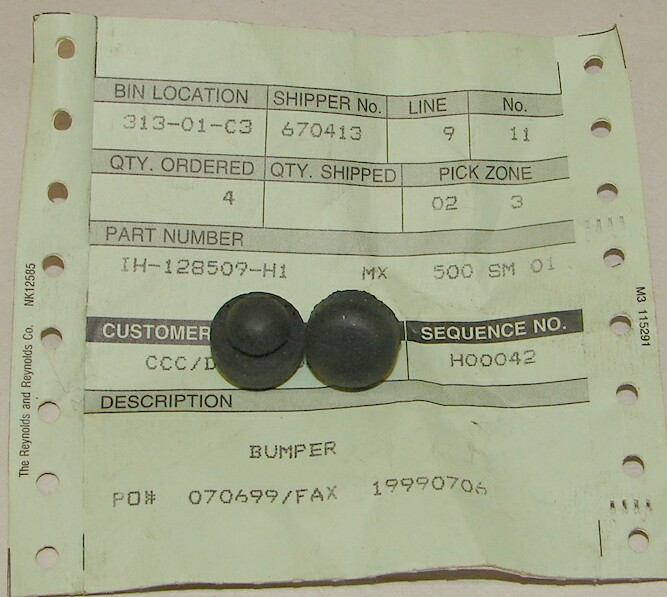 BIN LOCATION SHIPPER No. LINE No.
313-01-C3 670413 9 11
QTY. ORDERED QTY. SHIPPED PICK ZONE
4 02 3
PART NUMBER
IH-128509-H1 MX 500 SM 01
CUSTOMER SEQUENCE NO.
CCC/D H00042
DESCRIPTION
BUMPER
PO# 070699/FAX 19990706
The Reynolds and Reynolds Co. NK12585
M3 115291